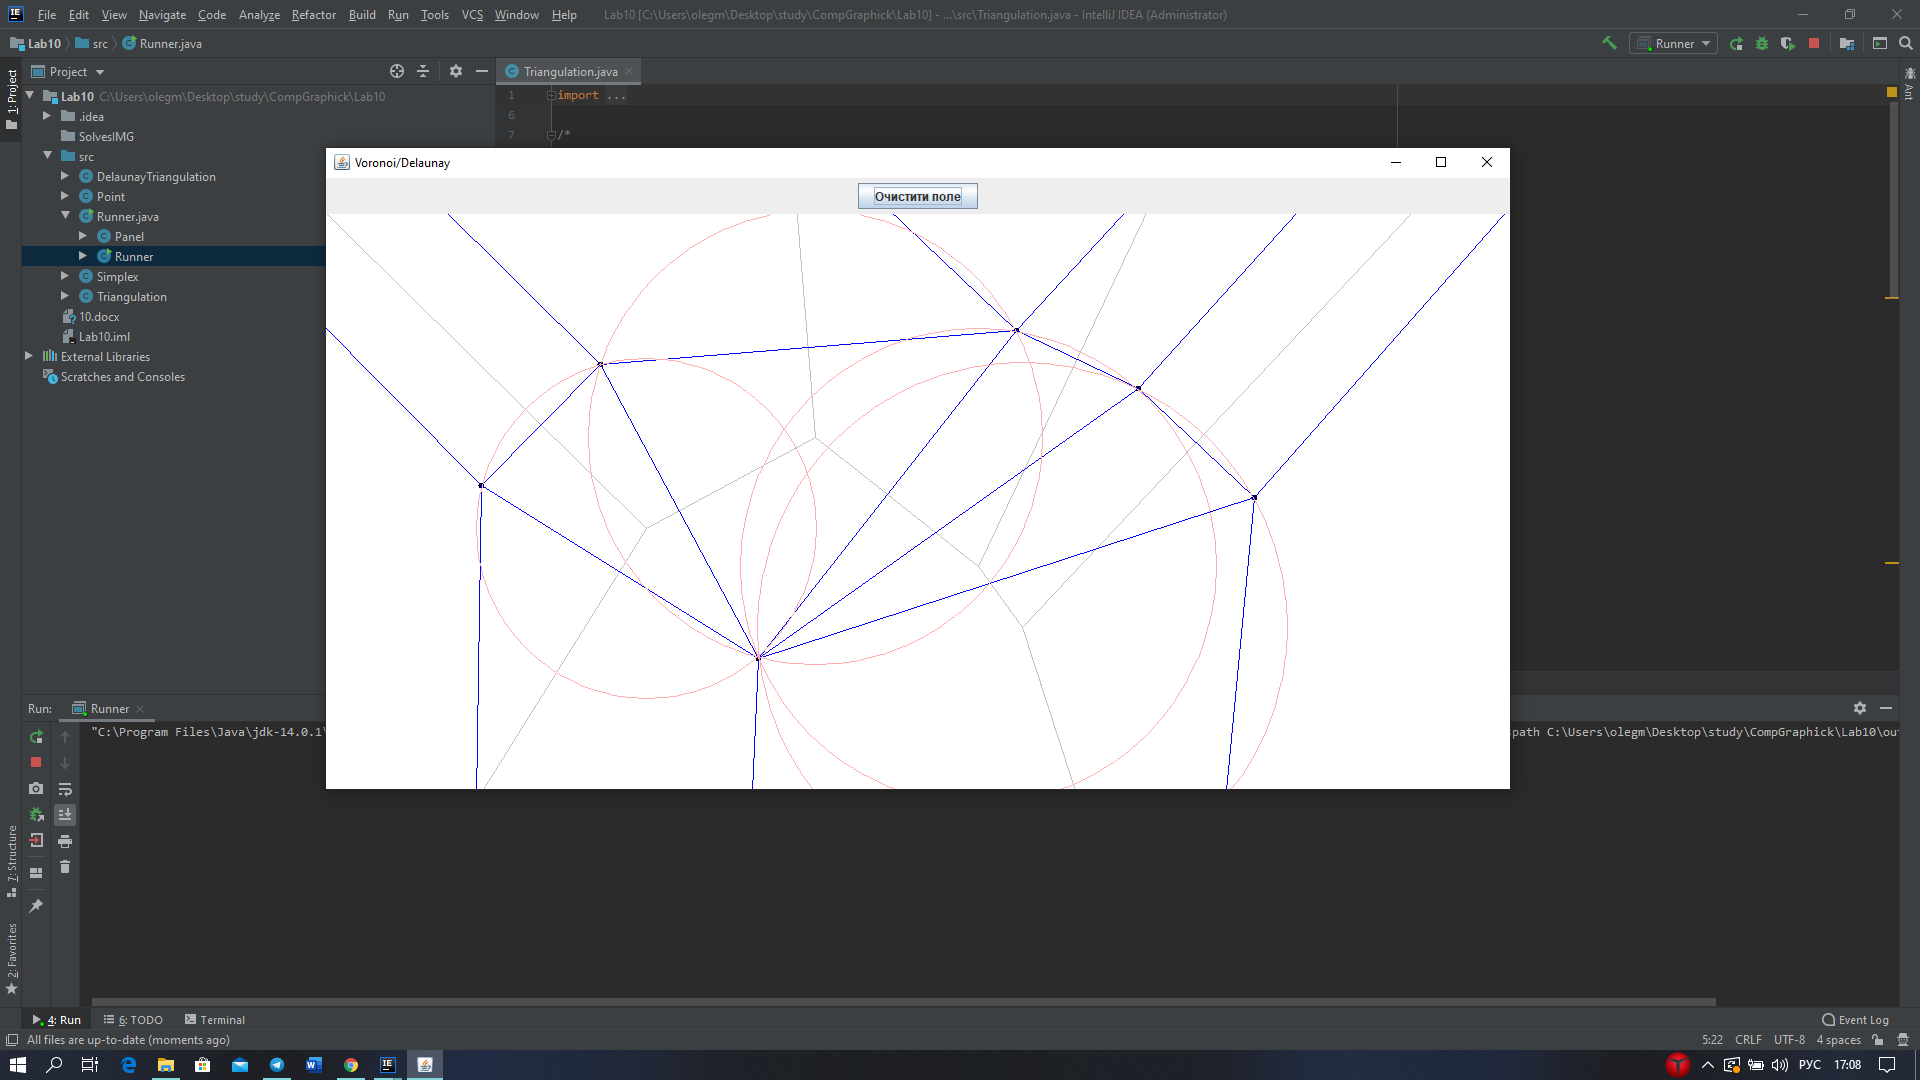 File Edit View Navigate Code Analyze Refactor Build Run Tools VCS Window Help Lab10 [C:\Users\olegm\Desktop\study\CompGraphick\Lab10] - ...\src\Triangulation.java - IntelliJ IDEA (Administrator)
Lab10 src Runner.java Runner
1: Project
Project
Triangulation.java
Ant
Lab10 C:\Users\olegm\Desktop\study\CompGraphick\Lab10
.idea
SolvesIMG
src
DelaunayTriangulation
Point
Runner.java
Panel
Runner
Simplex
Triangulation
10.docx
Lab10.iml
External Libraries
Scratches and Consoles
1 import ...
6
7 /*
Voronoi/Delaunay
Очистити поле
Run: Runner
"C:\Program Files\Java\jdk-14.0.1\
path C:\Users\olegm\Desktop\study\CompGraphick\Lab10\ou
7: Structure
2: Favorites
4: Run 6: TODO Terminal Event Log
All files are up-to-date (moments ago) 5:22 CRLF UTF-8 4 spaces
РУС 17:08